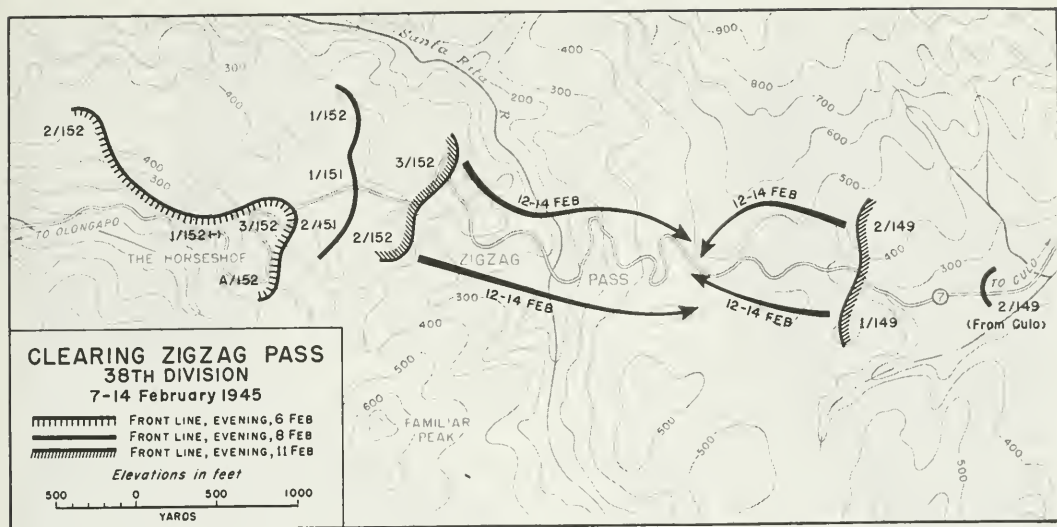 Santa Rita R.
900
400
300
800
700
600
500
300
400
200
300
2/152
1/152
1/151
3/152
400
300
12-14 FEB
12-14 FEB
500
2/149
TO OLONGAPO
1/152(-)
3/152
2/151
2/152
THE HORSESHOE
A/152
ZIGZAG
PASS
400
300
TO CULO
7
2/149
(From Culo)
300
12-14 FEB
12-14 FEB
1/149
400
500
600
FAMILIAR
PEAK
500
500
400
500
CLEARING ZIGZAG PASS
38TH DIVISION
7-14 February 1945
FRONT LINE, EVENING, 6 FEB
FRONT LINE, EVENING, 8 FEB
FRONT LINE, EVENING, 11 FEB
Elevations in feet
500 0 500 1000
YARDS